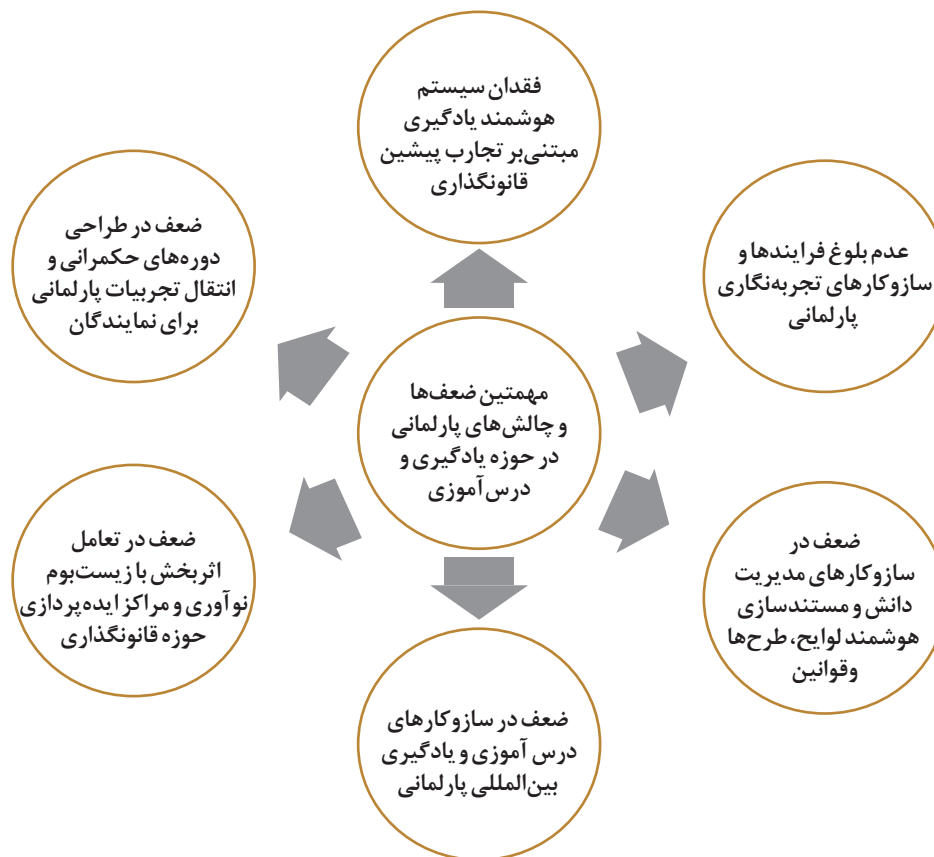 فقدان سیستم
هوشمند یادگیری
مبتنی‌بر تجارب پیشین
قانونگذاری
عدم بلوغ فرایندها و
سازوکارهای تجربه‌نگاری
پارلمانی
ضعف در طراحی
دوره‌های حکمرانی و
انتقال تجربیات پارلمانی
برای نمایندگان
مهمتین ضعف‌ها
و چالش‌های پارلمانی
در حوزه یادگیری و
درس‌آموزی
ضعف در
سازوکارهای مدیریت
دانش و مستندسازی
هوشمند لوایح، طرح‌ها
وقوانین
ضعف در تعامل
اثربخش با زیست‌بوم
نوآوری و مراکز ایده‌پردازی
حوزه قانونگذاری
ضعف در سازوکارهای
درس آموزی و یادگیری
بین‌المللی پارلمانی